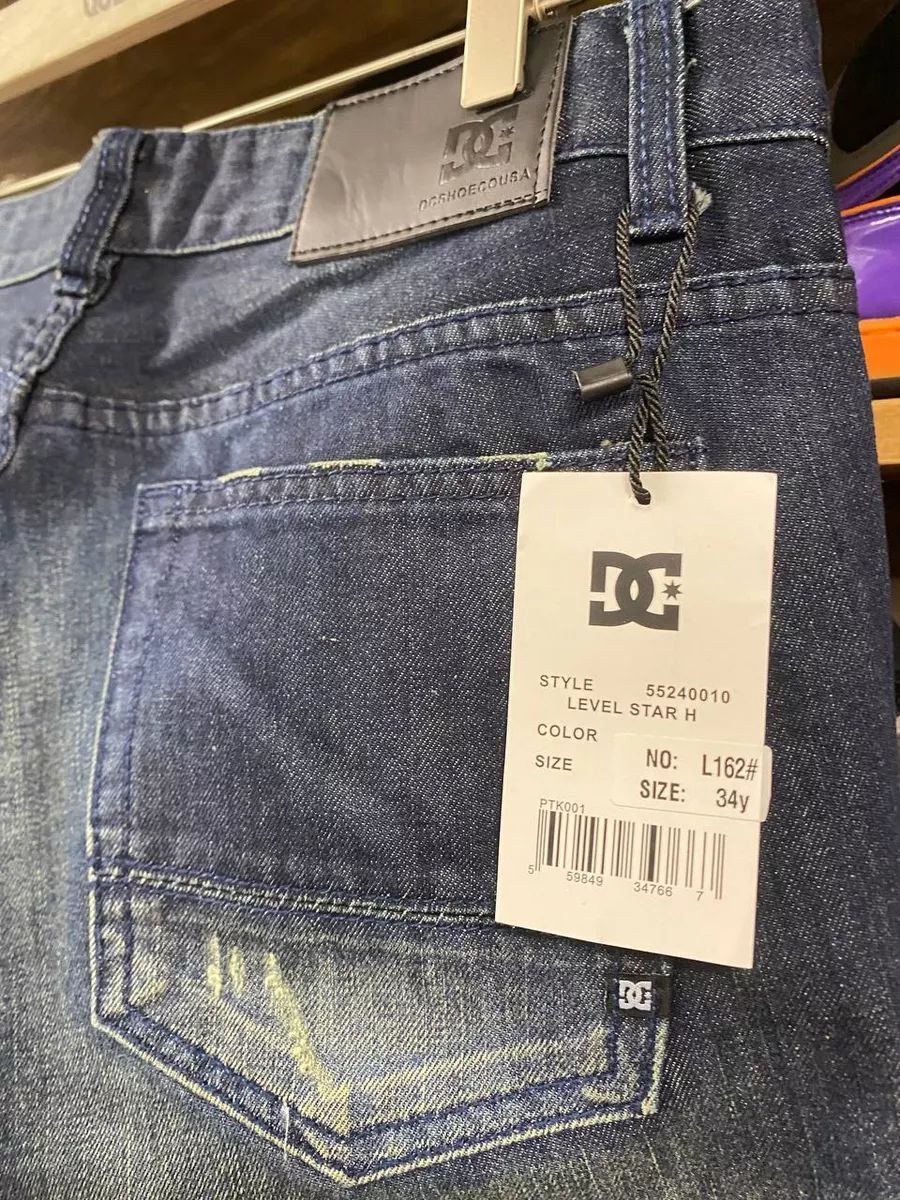 DC
DCSHOECOUSA
DC
STYLE 55240010
LEVEL STAR H
COLOR
SIZE
NO: L162#
SIZE: 34y
PTK001
5 59849 34766 7
DC